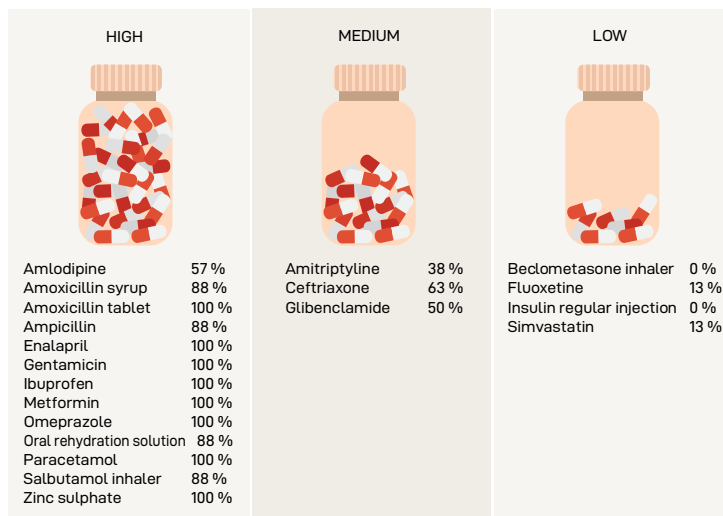 HIGH
Amlodipine 57 %
Amoxicillin syrup 88 %
Amoxicillin tablet 100 %
Ampicillin 88 %
Enalapril 100 %
Gentamicin 100 %
Ibuprofen 100 %
Metformin 100 %
Omeprazole 100 %
Oral rehydration solution 88 %
Paracetamol 100 %
Salbutamol inhaler 88 %
Zinc sulphate 100 %
MEDIUM
Amitriptyline 38 %
Ceftriaxone 63 %
Glibenclamide 50 %
LOW
Beclometasone inhaler 0 %
Fluoxetine 13 %
Insulin regular injection 0 %
Simvastatin 13 %